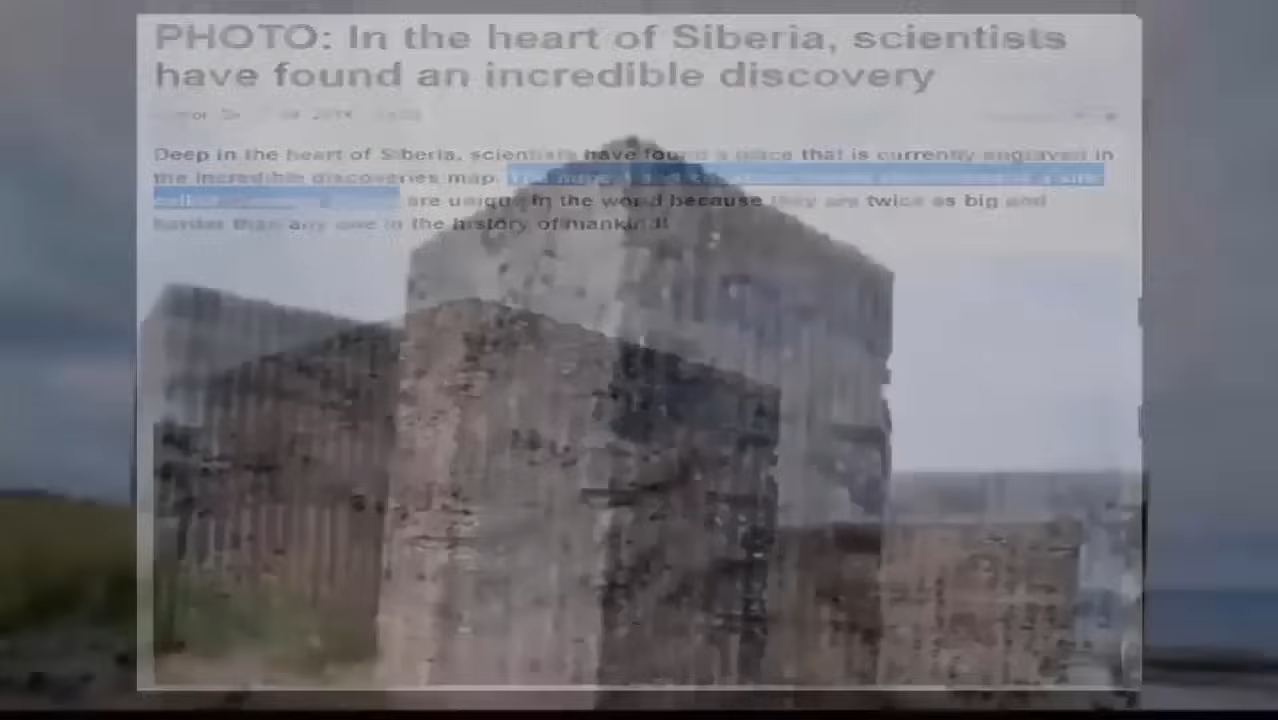 PHOTO: In the heart of Siberia, scientists
have found an incredible discovery
Deep in the heart of Siberia, scientists have found a place that is currently engraved in
the incredible discoveries map.
are unique in the world because they are twice as big and
harder than any one in the history of mankind!